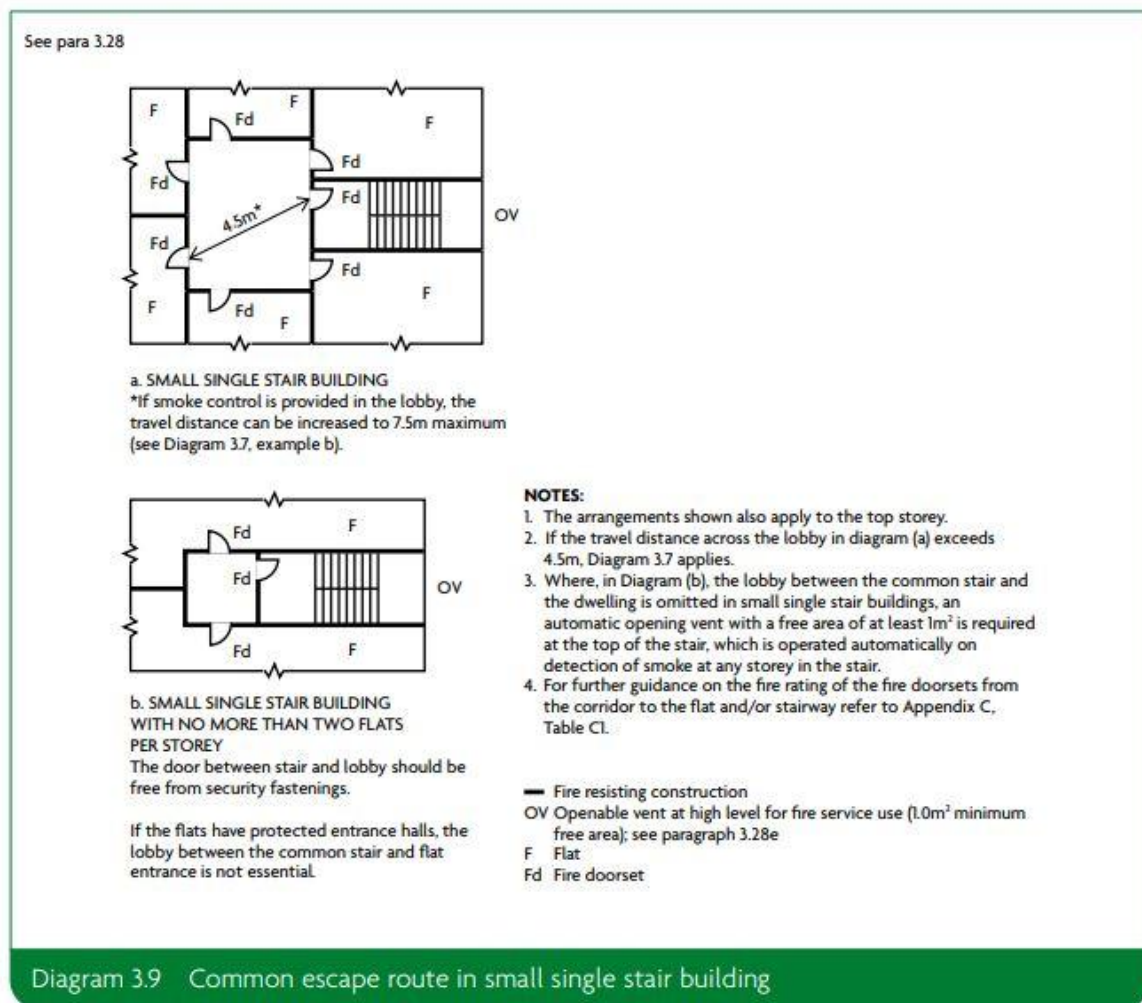 See para 3.28
F
F
Fd
F
Fd
Fd
Fd
4.5m*
OV
Fd
Fd
F
Fd
F
F
a. SMALL SINGLE STAIR BUILDING
*If smoke control is provided in the lobby, the
travel distance can be increased to 7.5m maximum
(see Diagram 3.7, example b).
Fd
F
Fd
OV
Fd
F
b. SMALL SINGLE STAIR BUILDING
WITH NO MORE THAN TWO FLATS
PER STOREY
The door between stair and lobby should be
free from security fastenings.
If the flats have protected entrance halls, the
lobby between the common stair and flat
entrance is not essential.
NOTES:
1. The arrangements shown also apply to the top storey.
2. If the travel distance across the lobby in diagram (a) exceeds
4.5m, Diagram 3.7 applies.
3. Where, in Diagram (b), the lobby between the common stair and
the dwelling is omitted in small single stair buildings, an
automatic opening vent with a free area of at least 1m² is required
at the top of the stair, which is operated automatically on
detection of smoke at any storey in the stair.
4. For further guidance on the fire rating of the fire doorsets from
the corridor to the flat and/or stairway refer to Appendix C,
Table C1.
Fire resisting construction
OV Openable vent at high level for fire service use (1.0m² minimum
free area); see paragraph 3.28e
F Flat
Fd Fire doorset
Diagram 3.9 Common escape route in small single stair building